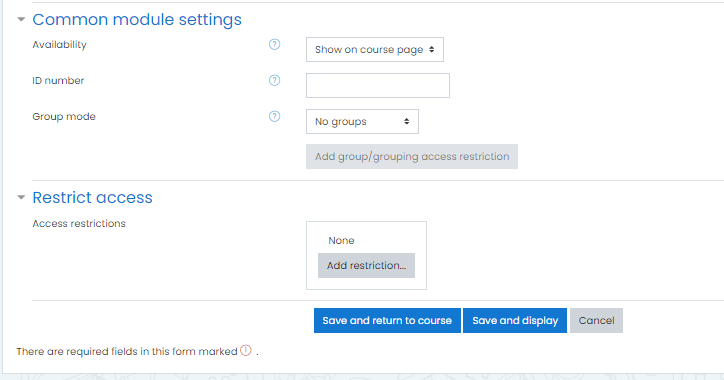 Common module settings
Availability
Show on course page
ID number
Group mode
No groups
Add group/grouping access restriction
Restrict access
Access restrictions
None
Add restriction...
Save and return to course Save and display Cancel
There are required fields in this form marked .